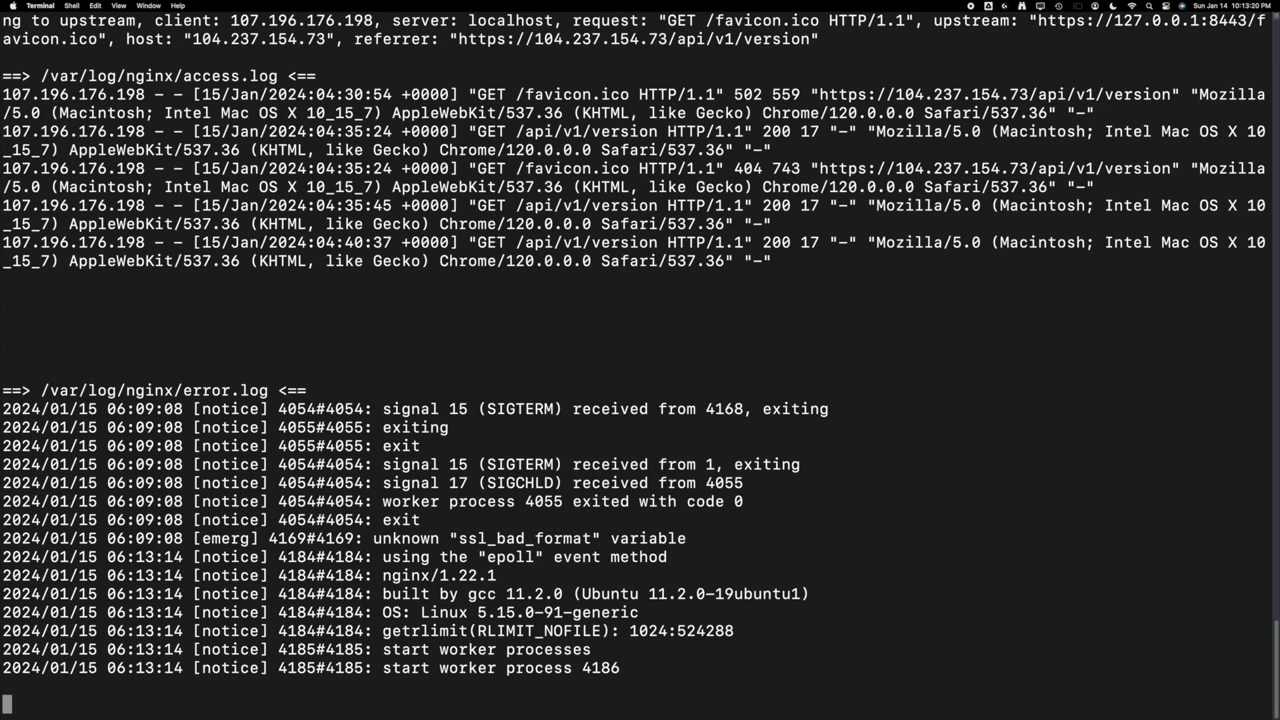 Terminal Shell Edit View Window Help Sun Jan 14 10:13:20 PM
ng to upstream, client: 107.196.176.198, server: localhost, request: "GET /favicon.ico HTTP/1.1", upstream: "https://127.0.0.1:8443/f
avicon.ico", host: "104.237.154.73", referrer: "https://104.237.154.73/api/v1/version"
==> /var/log/nginx/access.log <==
107.196.176.198 - - [15/Jan/2024:04:30:54 +0000] "GET /favicon.ico HTTP/1.1" 502 559 "https://104.237.154.73/api/v1/version" "Mozilla
/5.0 (Macintosh; Intel Mac OS X 10_15_7) AppleWebKit/537.36 (KHTML, like Gecko) Chrome/120.0.0.0 Safari/537.36" "-"
107.196.176.198 - - [15/Jan/2024:04:35:24 +0000] "GET /api/v1/version HTTP/1.1" 200 17 "-" "Mozilla/5.0 (Macintosh; Intel Mac OS X 10
_15_7) AppleWebKit/537.36 (KHTML, like Gecko) Chrome/120.0.0.0 Safari/537.36" "-"
107.196.176.198 - - [15/Jan/2024:04:35:24 +0000] "GET /favicon.ico HTTP/1.1" 404 743 "https://104.237.154.73/api/v1/version" "Mozilla
/5.0 (Macintosh; Intel Mac OS X 10_15_7) AppleWebKit/537.36 (KHTML, like Gecko) Chrome/120.0.0.0 Safari/537.36" "-"
107.196.176.198 - - [15/Jan/2024:04:35:45 +0000] "GET /api/v1/version HTTP/1.1" 200 17 "-" "Mozilla/5.0 (Macintosh; Intel Mac OS X 10
_15_7) AppleWebKit/537.36 (KHTML, like Gecko) Chrome/120.0.0.0 Safari/537.36" "-"
107.196.176.198 - - [15/Jan/2024:04:40:37 +0000] "GET /api/v1/version HTTP/1.1" 200 17 "-" "Mozilla/5.0 (Macintosh; Intel Mac OS X 10
_15_7) AppleWebKit/537.36 (KHTML, like Gecko) Chrome/120.0.0.0 Safari/537.36" "-"
==> /var/log/nginx/error.log <==
2024/01/15 06:09:08 [notice] 4054#4054: signal 15 (SIGTERM) received from 4168, exiting
2024/01/15 06:09:08 [notice] 4055#4055: exiting
2024/01/15 06:09:08 [notice] 4055#4055: exit
2024/01/15 06:09:08 [notice] 4054#4054: signal 15 (SIGTERM) received from 1, exiting
2024/01/15 06:09:08 [notice] 4054#4054: signal 17 (SIGCHLD) received from 4055
2024/01/15 06:09:08 [notice] 4054#4054: worker process 4055 exited with code 0
2024/01/15 06:09:08 [notice] 4054#4054: exit
2024/01/15 06:09:08 [emerg] 4169#4169: unknown "ssl_bad_format" variable
2024/01/15 06:13:14 [notice] 4184#4184: using the "epoll" event method
2024/01/15 06:13:14 [notice] 4184#4184: nginx/1.22.1
2024/01/15 06:13:14 [notice] 4184#4184: built by gcc 11.2.0 (Ubuntu 11.2.0-19ubuntu1)
2024/01/15 06:13:14 [notice] 4184#4184: OS: Linux 5.15.0-91-generic
2024/01/15 06:13:14 [notice] 4184#4184: getrlimit(RLIMIT_NOFILE): 1024:524288
2024/01/15 06:13:14 [notice] 4185#4185: start worker processes
2024/01/15 06:13:14 [notice] 4185#4185: start worker process 4186